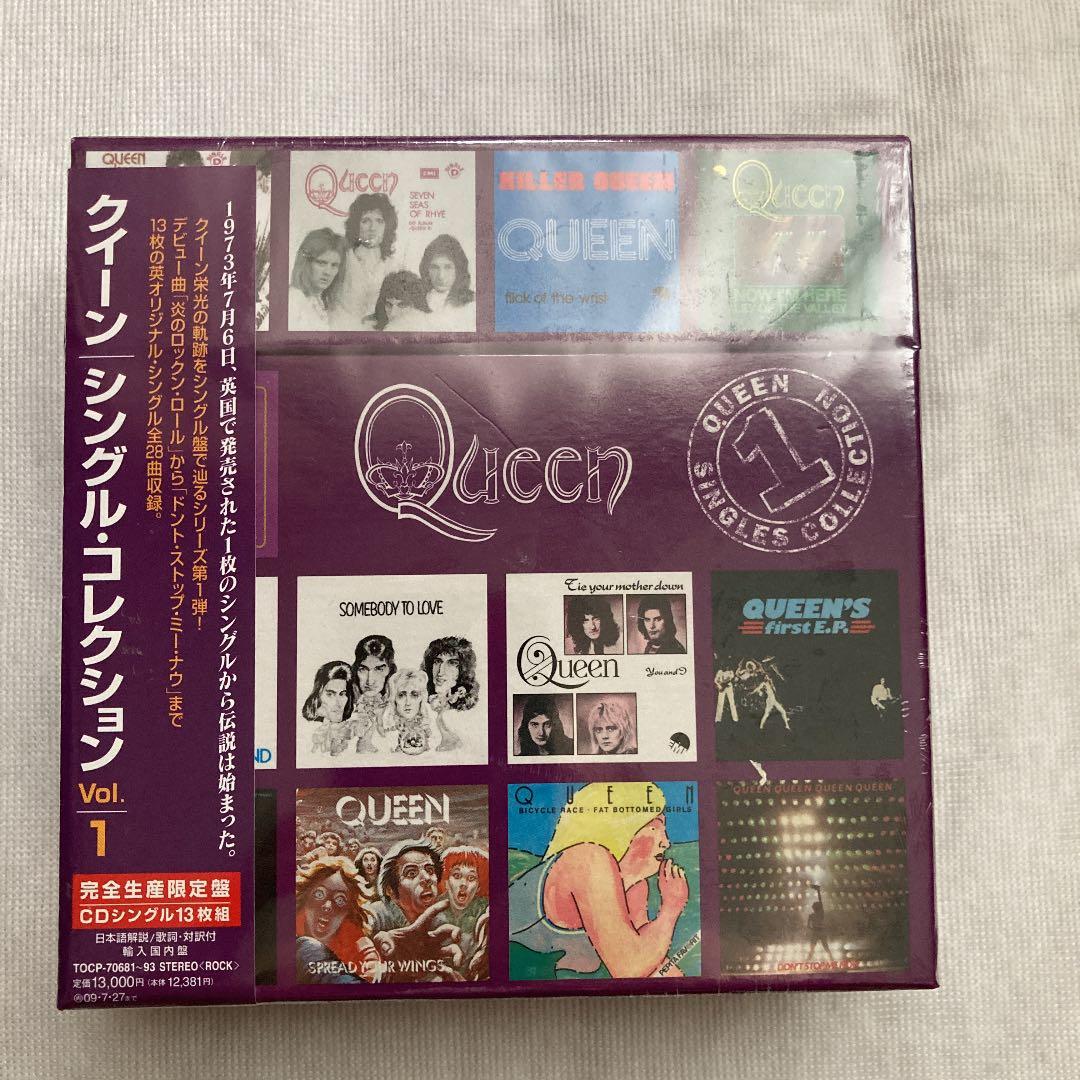 クイーン｜シングル・コレクション Vol. 1
1973年7月6日、英国で発売された1枚のシングルから伝説は始まった。
クイーン栄光の軌跡をシングル盤で辿るシリーズ第1弾！
デビュー曲「炎のロックン・ロール」から「ドント・ストップ・ミー・ナウ」まで
13枚の英オリジナル・シングル全28曲収録。
完全生産限定盤
CDシングル13枚組
日本語解説/歌詞・対訳付
輸入国内盤
TOCP-70681~93 STEREO〈ROCK〉
定価13,000円（本体 12,381円）
09・7・27まで
QUEEN
Queen
EMI
SEVEN
SEAS
OF RHYE
KILLER QUEEN
QUEEN
flick of the wrist
Queen
NOW I'M HERE
Queen
QUEEN
SINGLES COLLECTION
1
ND
SOMEBODY TO LOVE
Tie your mother down
Queen
You and I
EMI
QUEEN'S
first E.P.
QUEEN
SPREAD YOUR WINGS
QUEEN
BICYCLE RACE · FAT BOTTOMED GIRLS
QUEEN QUEEN QUEEN QUEEN
DON'T STOP ME NOW